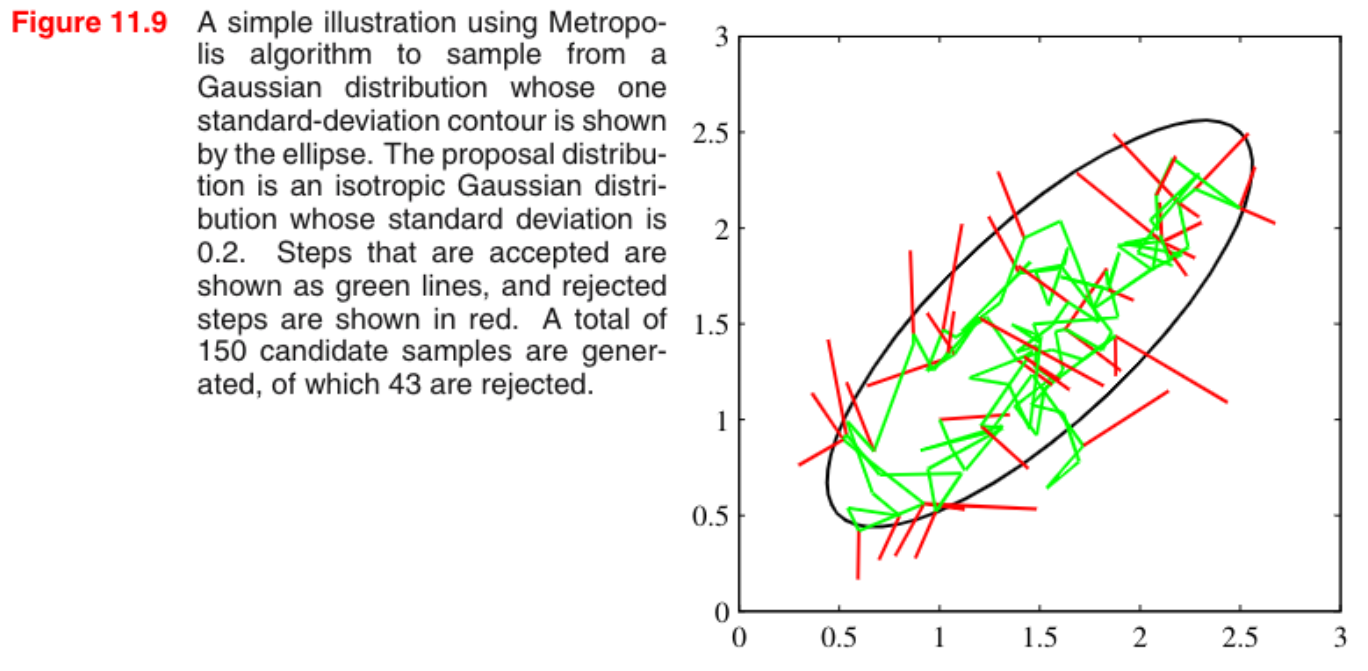 Figure 11.9 A simple illustration using Metropo-
lis algorithm to sample from a
Gaussian distribution whose one
standard-deviation contour is shown
by the ellipse. The proposal distribu-
tion is an isotropic Gaussian distri-
bution whose standard deviation is
0.2. Steps that are accepted are
shown as green lines, and rejected
steps are shown in red. A total of
150 candidate samples are gener-
ated, of which 43 are rejected.
3
2.5
2
1.5
1
0.5
0
0 0.5 1 1.5 2 2.5 3